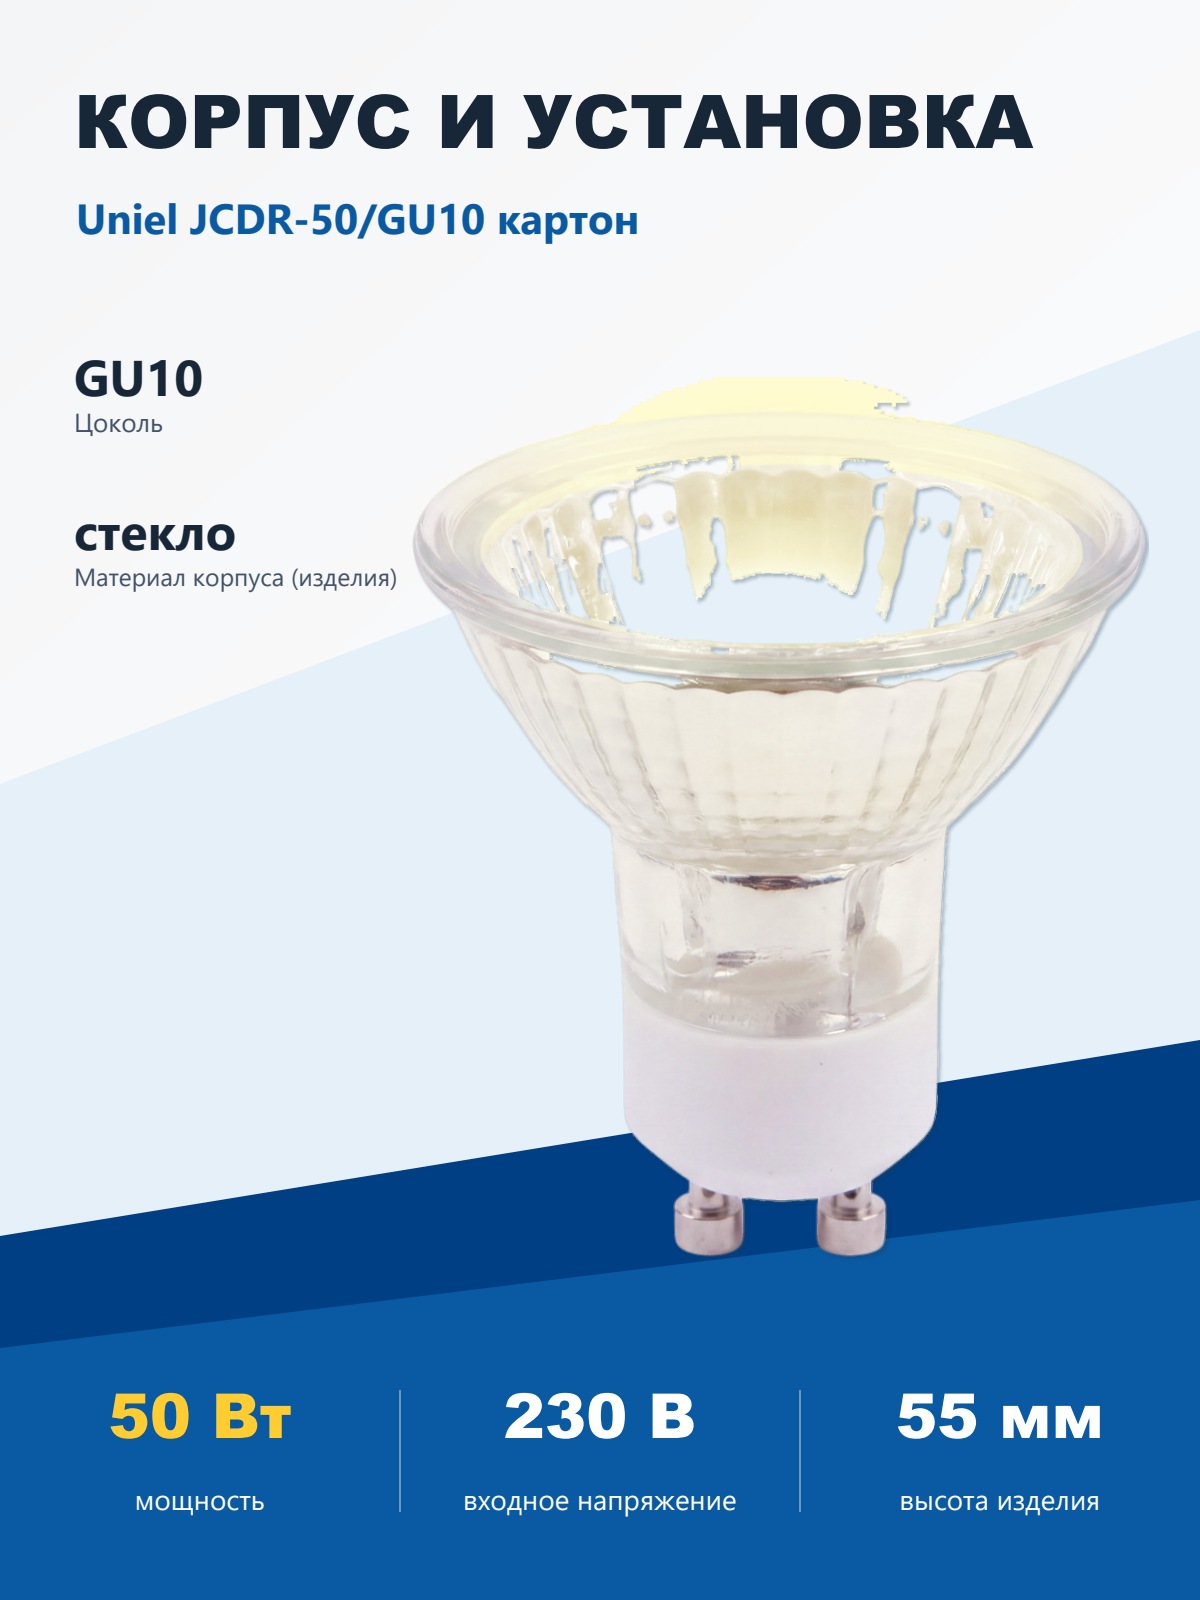 КОРПУС И УСТАНОВКА
Uniel JCDR-50/GU10 картон
GU10
Цоколь
стекло
Материал корпуса (изделия)
50 Вт
мощность
230 В
входное напряжение
55 мм
высота изделия